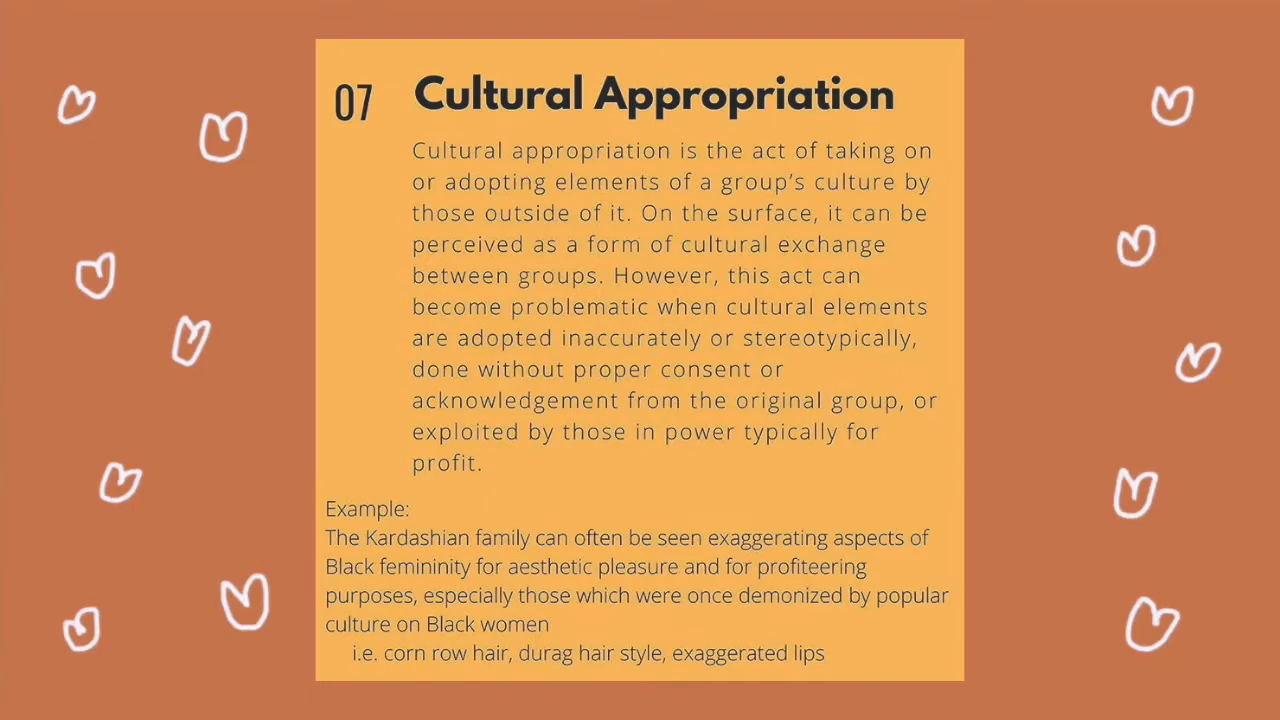 07 Cultural Appropriation
Cultural appropriation is the act of taking on
or adopting elements of a group’s culture by
those outside of it. On the surface, it can be
perceived as a form of cultural exchange
between groups. However, this act can
become problematic when cultural elements
are adopted inaccurately or stereotypically,
done without proper consent or
acknowledgement from the original group, or
exploited by those in power typically for
profit.
Example:
The Kardashian family can often be seen exaggerating aspects of
Black femininity for aesthetic pleasure and for profiteering
purposes, especially those which were once demonized by popular
culture on Black women
i.e. corn row hair, durag hair style, exaggerated lips